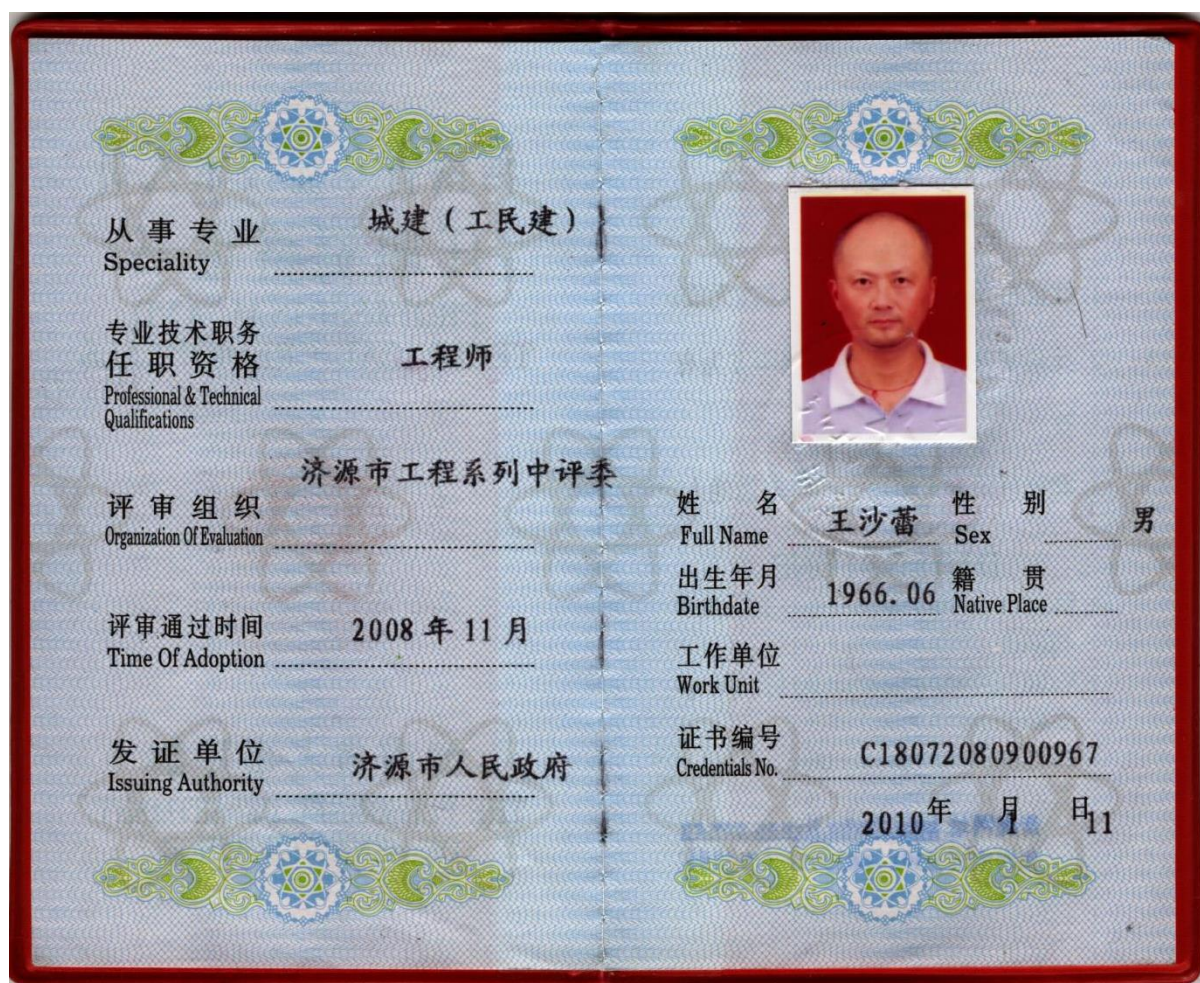 从事专业 城建（工民建）
Speciality
专业技术职务
任职资格 工程师
Professional & Technical
Qualifications
济源市工程系列中评委
评审组织
Organization Of Evaluation
评审通过时间 2008 年 11 月
Time Of Adoption
发证单位 济源市人民政府
Issuing Authority
姓名 王沙蕾 性别 男
Full Name Sex
出生年月 1966.06 籍贯
Birthdate Native Place
工作单位
Work Unit
证书编号 C18072080900967
Credentials No.
2010年 1月 11日